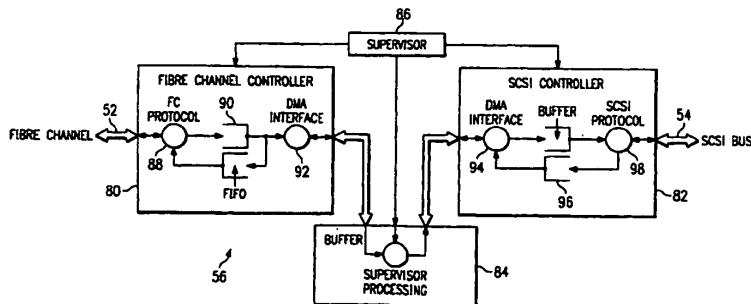 86
SUPERVISOR
FIBRE CHANNEL CONTROLLER
SCSI CONTROLLER
52
FC
PROTOCOL
90
DMA
INTERFACE
DMA
INTERFACE
BUFFER
SCSI
PROTOCOL
54
FIBRE CHANNEL
SCSI BUS
88
92
94
98
80
FIFO
96
82
BUFFER
56
SUPERVISOR
PROCESSING
84